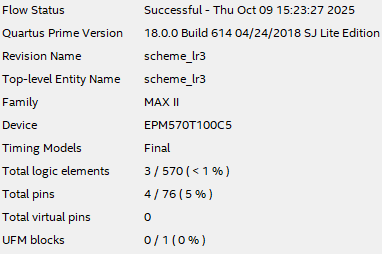 Flow Status Successful - Thu Oct 09 15:23:27 2025
Quartus Prime Version 18.0.0 Build 614 04/24/2018 SJ Lite Edition
Revision Name scheme_lr3
Top-level Entity Name scheme_lr3
Family MAX II
Device EPM570T100C5
Timing Models Final
Total logic elements 3 / 570 ( < 1 % )
Total pins 4 / 76 ( 5 % )
Total virtual pins 0
UFM blocks 0 / 1 ( 0 % )